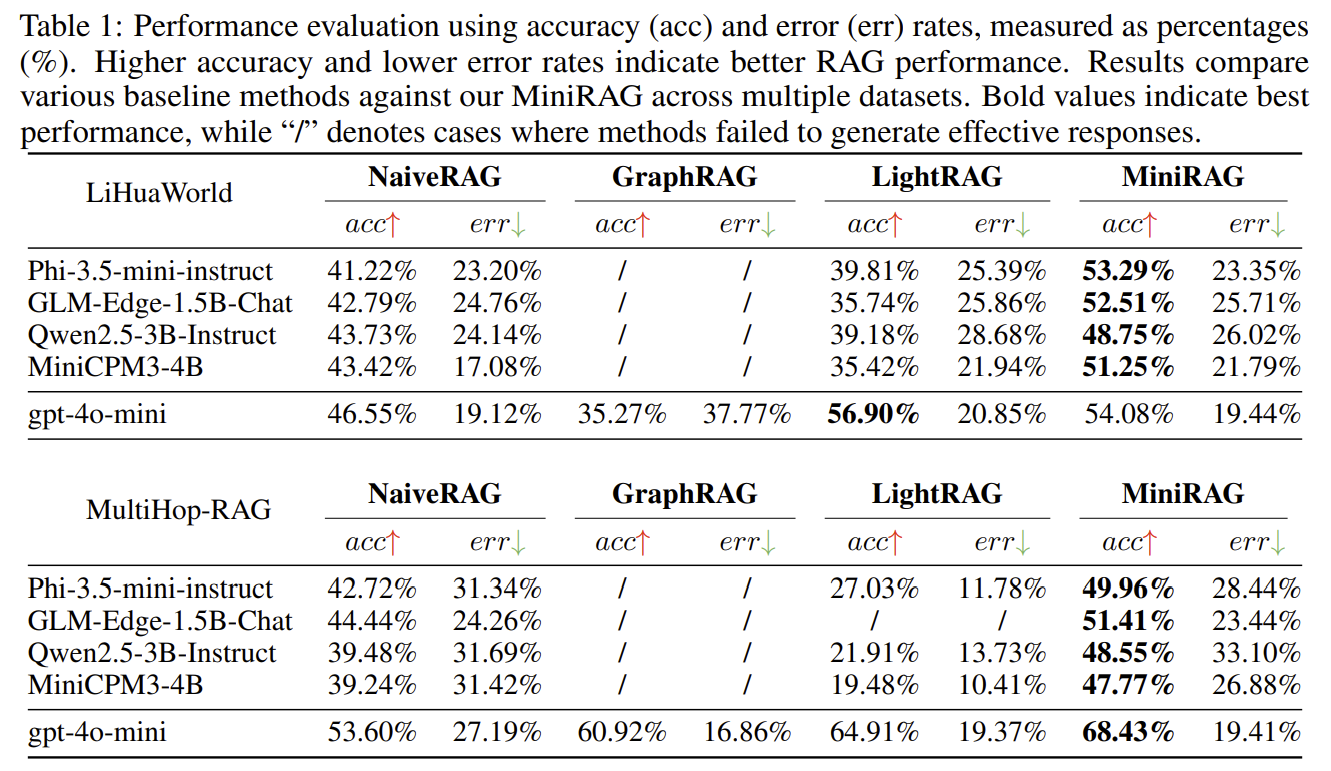 Table 1: Performance evaluation using accuracy (acc) and error (err) rates, measured as percentages
(%). Higher accuracy and lower error rates indicate better RAG performance. Results compare
various baseline methods against our MiniRAG across multiple datasets. Bold values indicate best
performance, while “/” denotes cases where methods failed to generate effective responses.
LiHuaWorld NaiveRAG GraphRAG LightRAG MiniRAG
acc↑ err↓ acc↑ err↓ acc↑ err↓ acc↑ err↓
Phi-3.5-mini-instruct 41.22% 23.20% / / 39.81% 25.39% 53.29% 23.35%
GLM-Edge-1.5B-Chat 42.79% 24.76% / / 35.74% 25.86% 52.51% 25.71%
Qwen2.5-3B-Instruct 43.73% 24.14% / / 39.18% 28.68% 48.75% 26.02%
MiniCPM3-4B 43.42% 17.08% / / 35.42% 21.94% 51.25% 21.79%
gpt-4o-mini 46.55% 19.12% 35.27% 37.77% 56.90% 20.85% 54.08% 19.44%
MultiHop-RAG NaiveRAG GraphRAG LightRAG MiniRAG
acc↑ err↓ acc↑ err↓ acc↑ err↓ acc↑ err↓
Phi-3.5-mini-instruct 42.72% 31.34% / / 27.03% 11.78% 49.96% 28.44%
GLM-Edge-1.5B-Chat 44.44% 24.26% / / / / 51.41% 23.44%
Qwen2.5-3B-Instruct 39.48% 31.69% / / 21.91% 13.73% 48.55% 33.10%
MiniCPM3-4B 39.24% 31.42% / / 19.48% 10.41% 47.77% 26.88%
gpt-4o-mini 53.60% 27.19% 60.92% 16.86% 64.91% 19.37% 68.43% 19.41%